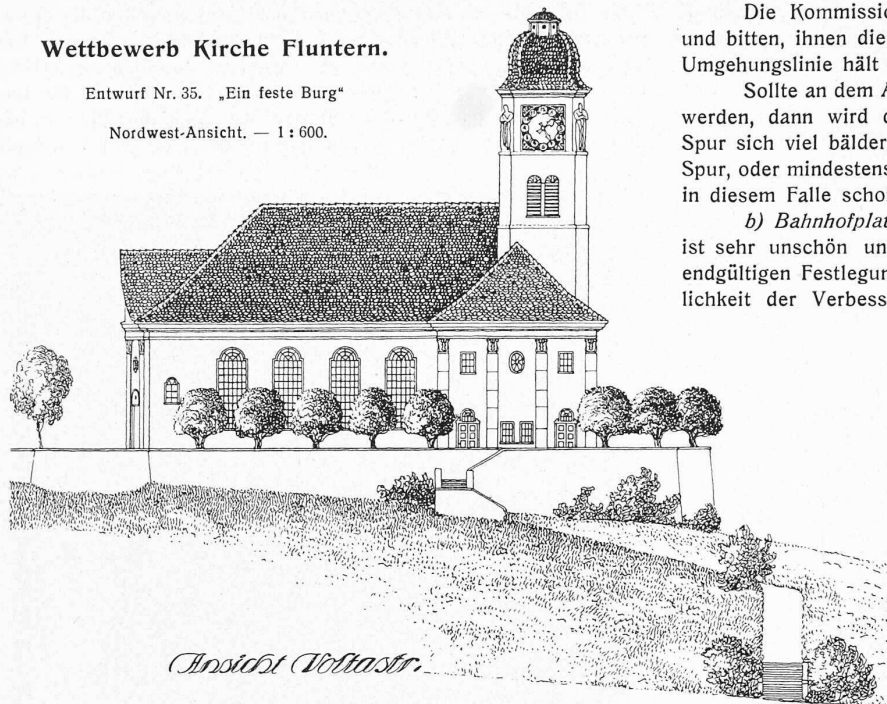 Wettbewerb Kirche Fluntern.
Entwurf Nr. 35. „Ein feste Burg“
Nordwest-Ansicht. — 1 : 600.
Die Kommissio
und bitten, ihnen die
Umgehungslinie hält
Sollte an dem A
werden, dann wird d
Spur sich viel bälder
Spur, oder mindestens
in diesem Falle scho
b) Bahnhofplat
ist sehr unschön un
endgültigen Festlegun
lichkeit der Verbess
Ansicht Voltastr.